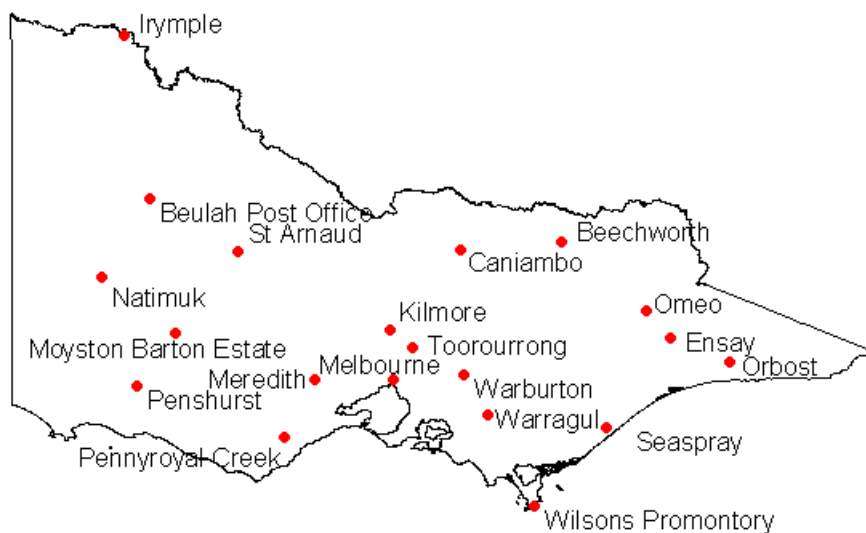 Irymple
Beulah Post Office
St Arnaud
Beechworth
Caniambo
Natimuk
Omeo
Kilmore
Ensay
Moyston Barton Estate
Toorourrong
Melbourne
Orbost
Meredith
Warburton
Penshurst
Warragul
Seaspray
Pennyroyal Creek
Wilsons Promontory